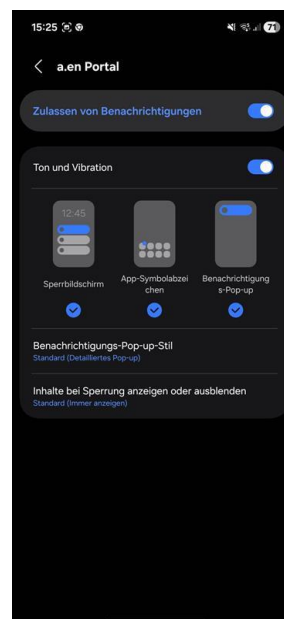 15:25
71
a.en Portal
Zulassen von Benachrichtigungen
Ton und Vibration
12:45
Sperrbildschirm
App-Symbolabzei
chen
Benachrichtigung
s-Pop-up
Benachrichtigungs-Pop-up-Stil
Standard (Detailliertes Pop-up)
Inhalte bei Sperrung anzeigen oder ausblenden
Standard (Immer anzeigen)